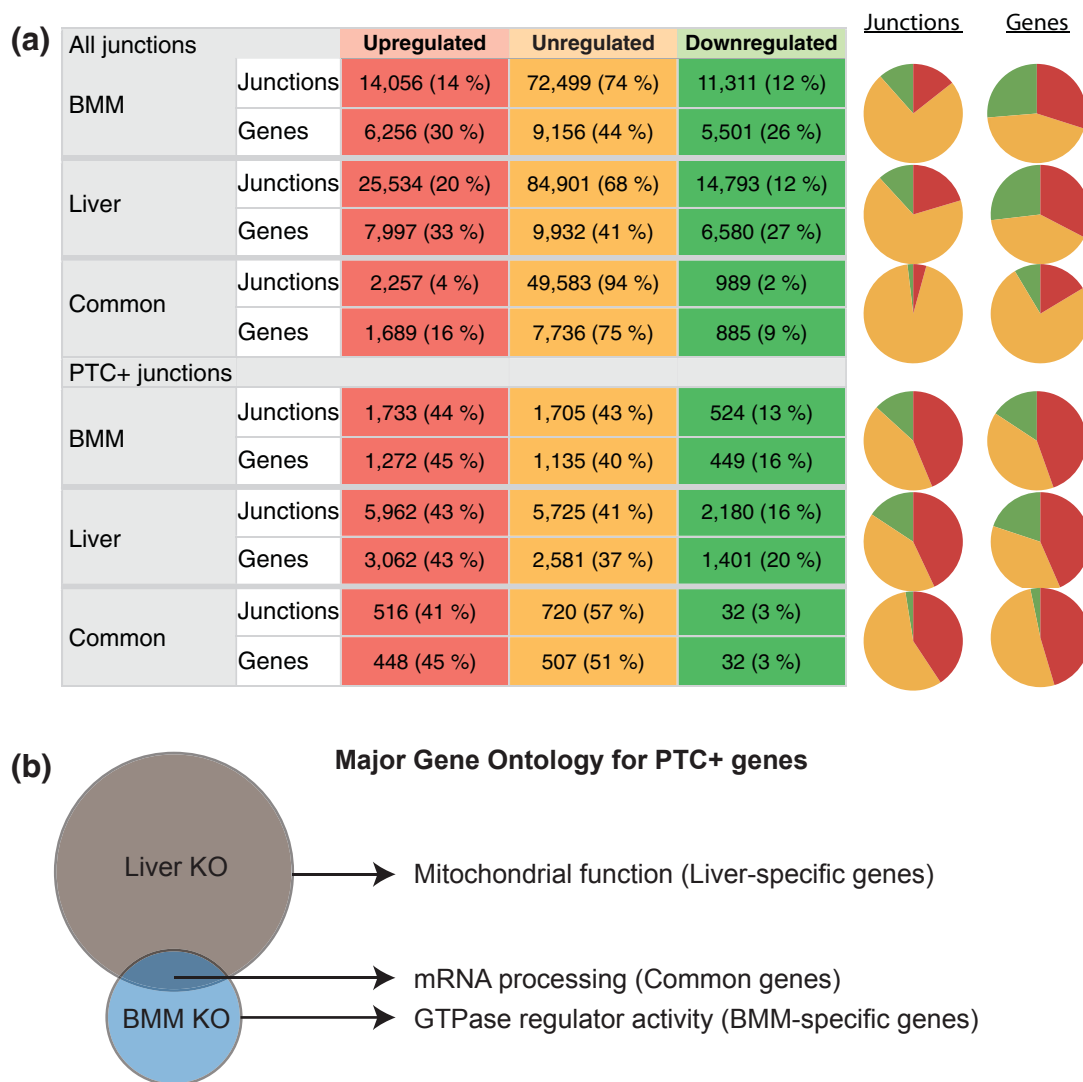 (a)
All junctions Upregulated Unregulated Downregulated Junctions Genes
BMM
Junctions 14,056 (14 %) 72,499 (74 %) 11,311 (12 %)
Genes 6,256 (30 %) 9,156 (44 %) 5,501 (26 %)
Liver
Junctions 25,534 (20 %) 84,901 (68 %) 14,793 (12 %)
Genes 7,997 (33 %) 9,932 (41 %) 6,580 (27 %)
Common
Junctions 2,257 (4 %) 49,583 (94 %) 989 (2 %)
Genes 1,689 (16 %) 7,736 (75 %) 885 (9 %)
PTC+ junctions
BMM
Junctions 1,733 (44 %) 1,705 (43 %) 524 (13 %)
Genes 1,272 (45 %) 1,135 (40 %) 449 (16 %)
Liver
Junctions 5,962 (43 %) 5,725 (41 %) 2,180 (16 %)
Genes 3,062 (43 %) 2,581 (37 %) 1,401 (20 %)
Common
Junctions 516 (41 %) 720 (57 %) 32 (3 %)
Genes 448 (45 %) 507 (51 %) 32 (3 %)
(b)
Major Gene Ontology for PTC+ genes
Liver KO
Mitochondrial function (Liver-specific genes)
mRNA processing (Common genes)
BMM KO
GTPase regulator activity (BMM-specific genes)